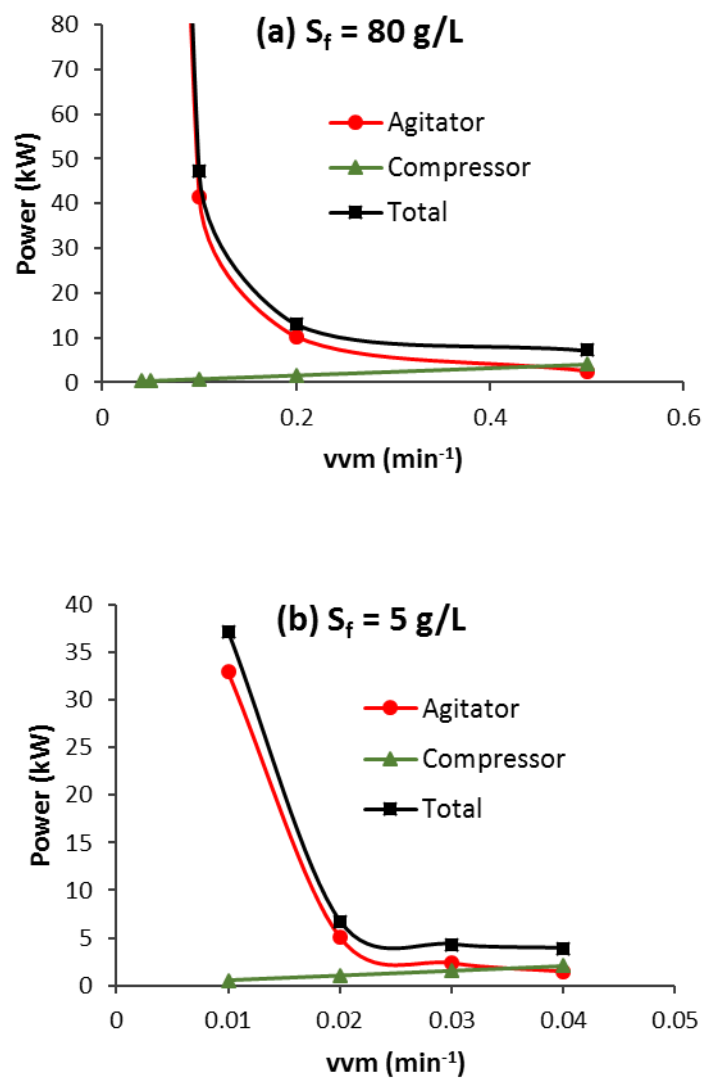 (a) S_f = 80 g/L
80
70
60
50
40
30
20
10
0
Power (kW)
Agitator
Compressor
Total
0 0.2 0.4 0.6
vvm (min⁻¹)
(b) S_f = 5 g/L
40
35
30
25
20
15
10
5
0
Power (kW)
Agitator
Compressor
Total
0 0.01 0.02 0.03 0.04 0.05
vvm (min⁻¹)